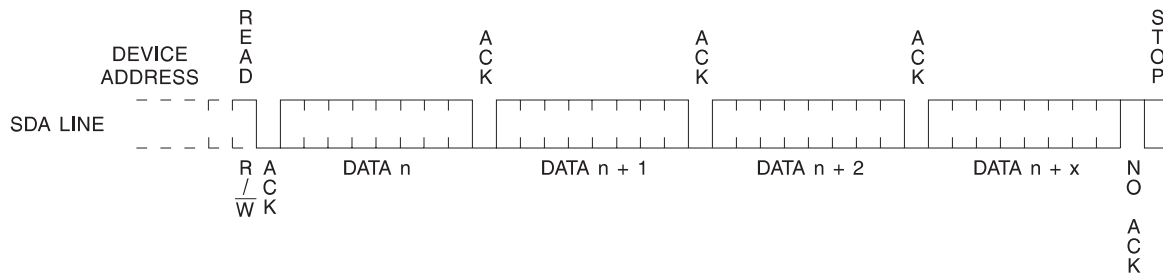 READ
ACK
ACK
ACK
STOP
DEVICE
ADDRESS
SDA LINE
R/W
ACK
DATA n
DATA n + 1
DATA n + 2
DATA n + x
NO ACK